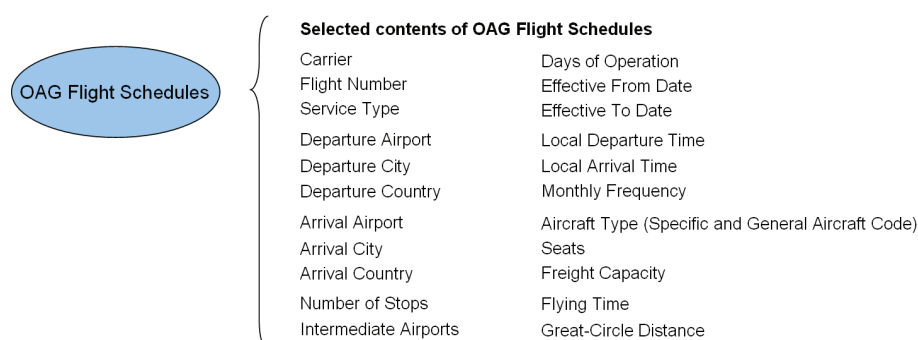 OAG Flight Schedules
Selected contents of OAG Flight Schedules
Carrier
Flight Number
Service Type
Departure Airport
Departure City
Departure Country
Arrival Airport
Arrival City
Arrival Country
Number of Stops
Intermediate Airports
Days of Operation
Effective From Date
Effective To Date
Local Departure Time
Local Arrival Time
Monthly Frequency
Aircraft Type (Specific and General Aircraft Code)
Seats
Freight Capacity
Flying Time
Great-Circle Distance